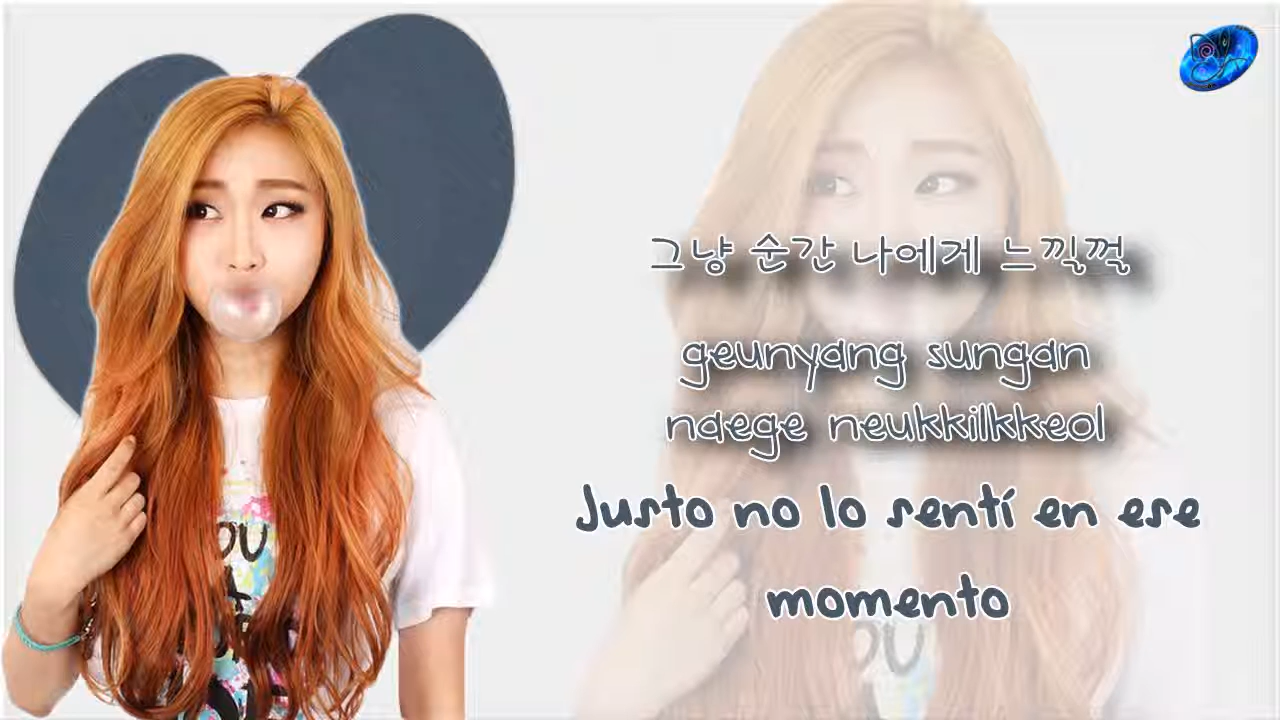 그냥 순간 나에게 느낄껄
geunyang sungan
naege neukkilkkeol
Justo no lo sentí en ese
momento
OU